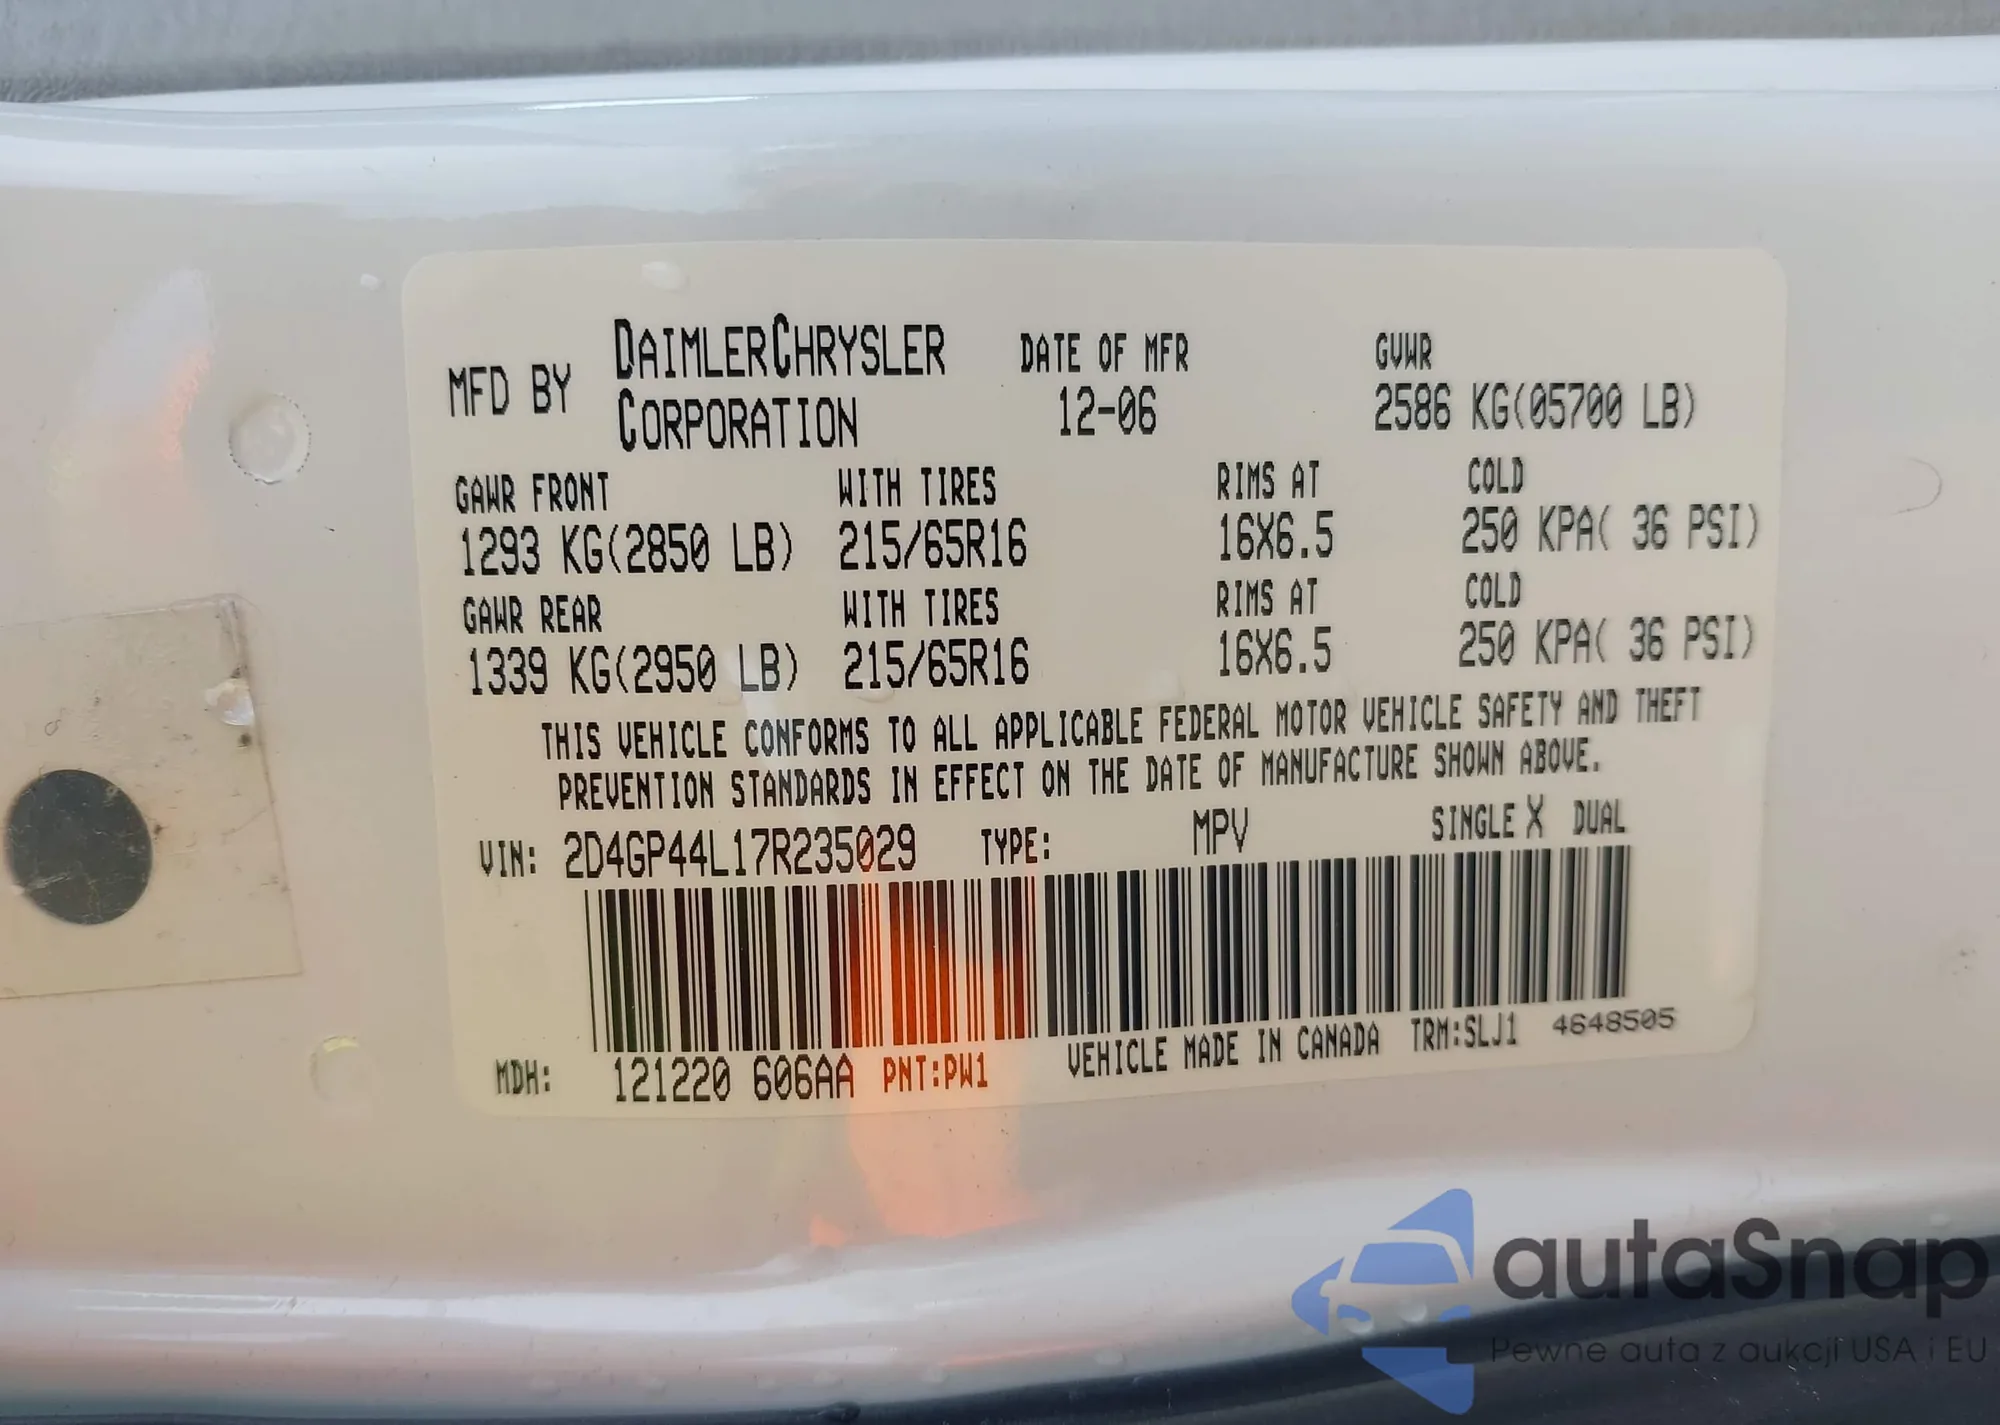 MFD BY DAIMLERCHRYSLER CORPORATION DATE OF MFR 12-06 GVWR 2586 KG(05700 LB)
GAWR FRONT WITH TIRES RIMS AT COLD
1293 KG(2850 LB) 215/65R16 16X6.5 250 KPA( 36 PSI)
GAWR REAR WITH TIRES RIMS AT COLD
1339 KG(2950 LB) 215/65R16 16X6.5 250 KPA( 36 PSI)
THIS VEHICLE CONFORMS TO ALL APPLICABLE FEDERAL MOTOR VEHICLE SAFETY AND THEFT
PREVENTION STANDARDS IN EFFECT ON THE DATE OF MANUFACTURE SHOWN ABOVE.
VIN: 2D4GP44L17R235029 TYPE: MPV SINGLE X DUAL
MDH: 121220 606AA PNT:PW1 VEHICLE MADE IN CANADA TRM:SLJ1 4648505
autaSnap
Pewne auta z aukcji USA i EU